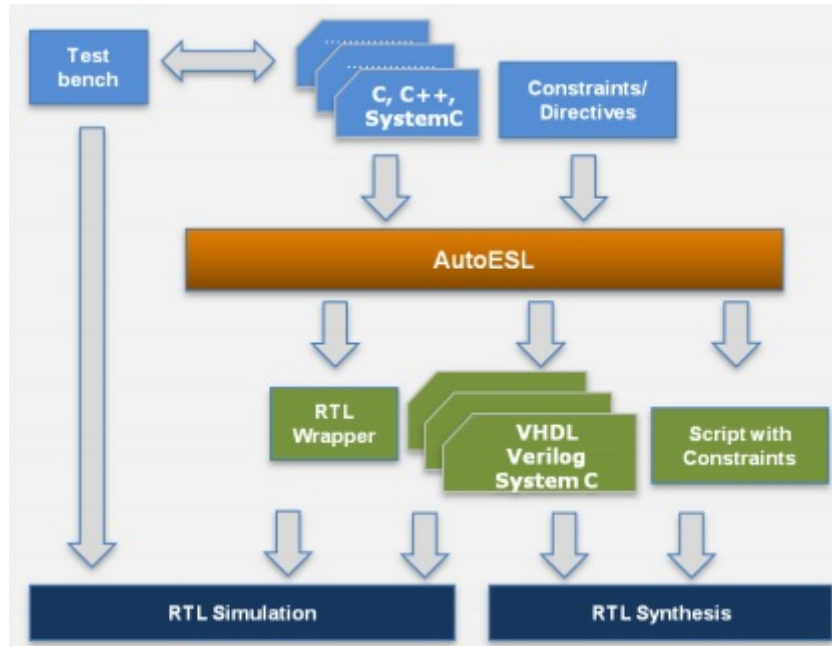 Test
bench
...............
...............
C, C++,
SystemC
Constraints/
Directives
AutoESL
RTL
Wrapper
VHDL
Verilog
System C
Script with
Constraints
RTL Simulation
RTL Synthesis